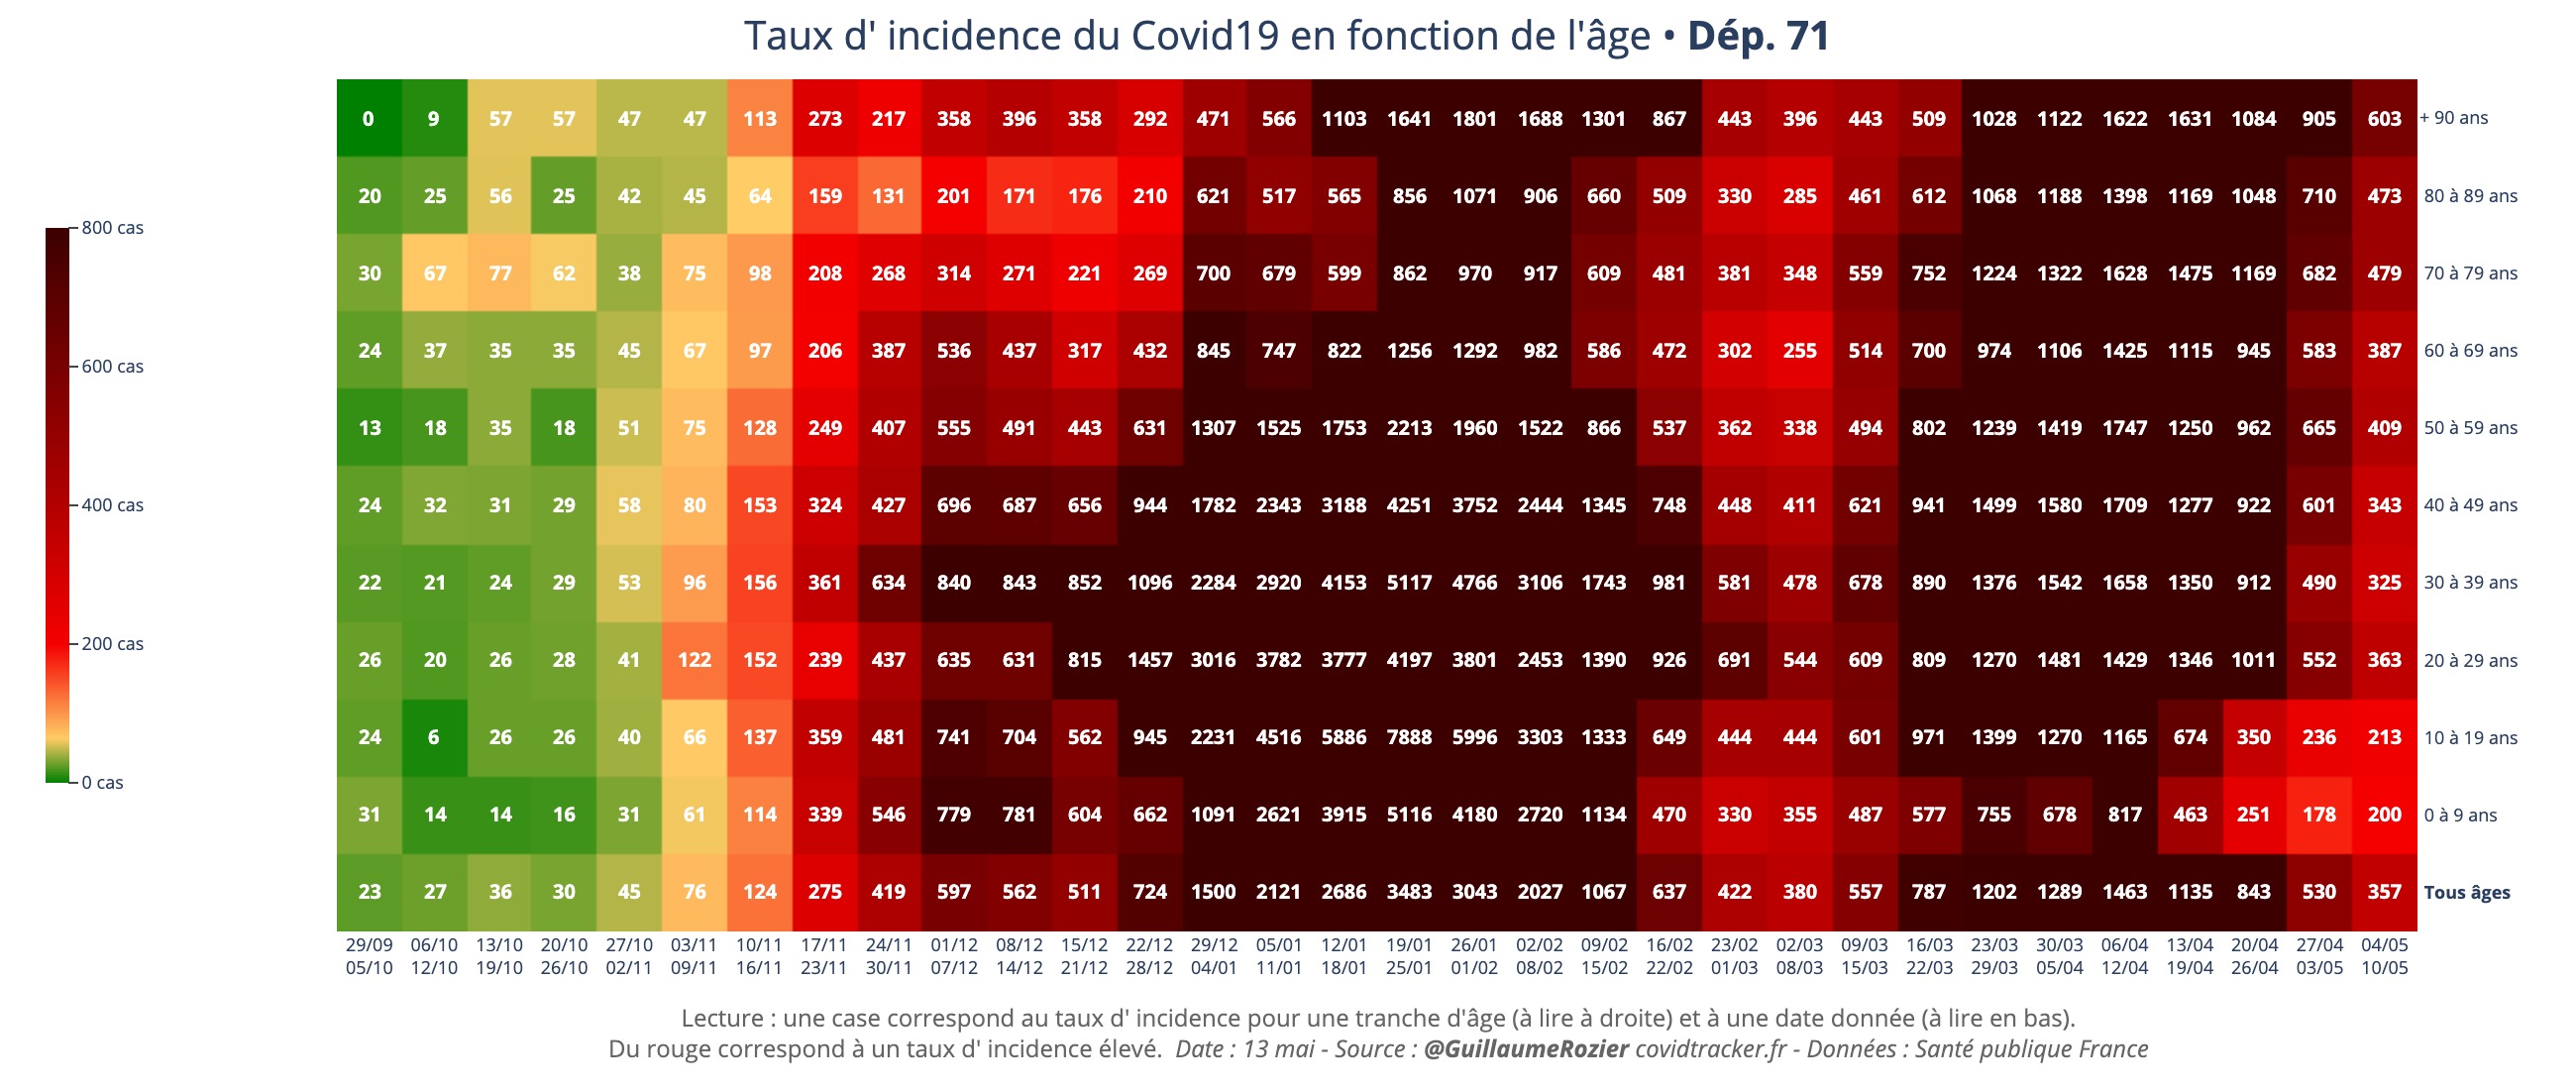 Taux d' incidence du Covid19 en fonction de l'âge • Dép. 71
800 cas
600 cas
400 cas
200 cas
0 cas
0 9 57 57 47 47 113 273 217 358 396 358 292 471 566 1103 1641 1801 1688 1301 867 443 396 443 509 1028 1122 1622 1631 1084 905 603 + 90 ans
20 25 56 25 42 45 64 159 131 201 171 176 210 621 517 565 856 1071 906 660 509 330 285 461 612 1068 1188 1398 1169 1048 710 473 80 à 89 ans
30 67 77 62 38 75 98 208 268 314 271 221 269 700 679 599 862 970 917 609 481 381 348 559 752 1224 1322 1628 1475 1169 682 479 70 à 79 ans
24 37 35 35 45 67 97 206 387 536 437 317 432 845 747 822 1256 1292 982 586 472 302 255 514 700 974 1106 1425 1115 945 583 387 60 à 69 ans
13 18 35 18 51 75 128 249 407 555 491 443 631 1307 1525 1753 2213 1960 1522 866 537 362 338 494 802 1239 1419 1747 1250 962 665 409 50 à 59 ans
24 32 31 29 58 80 153 324 427 696 687 656 944 1782 2343 3188 4251 3752 2444 1345 748 448 411 621 941 1499 1580 1709 1277 922 601 343 40 à 49 ans
22 21 24 29 53 96 156 361 634 840 843 852 1096 2284 2920 4153 5117 4766 3106 1743 981 581 478 678 890 1376 1542 1658 1350 912 490 325 30 à 39 ans
26 20 26 28 41 122 152 239 437 635 631 815 1457 3016 3782 3777 4197 3801 2453 1390 926 691 544 609 809 1270 1481 1429 1346 1011 552 363 20 à 29 ans
24 6 26 26 40 66 137 359 481 741 704 562 945 2231 4516 5886 7888 5996 3303 1333 649 444 444 601 971 1399 1270 1165 674 350 236 213 10 à 19 ans
31 14 14 16 31 61 114 339 546 779 781 604 662 1091 2621 3915 5116 4180 2720 1134 470 330 355 487 577 755 678 817 463 251 178 200 0 à 9 ans
23 27 36 30 45 76 124 275 419 597 562 511 724 1500 2121 2686 3483 3043 2027 1067 637 422 380 557 787 1202 1289 1463 1135 843 530 357 Tous âges
29/09 06/10 13/10 20/10 27/10 03/11 10/11 17/11 24/11 01/12 08/12 15/12 22/12 29/12 05/01 12/01 19/01 26/01 02/02 09/02 16/02 23/02 02/03 09/03 16/03 23/03 30/03 06/04 13/04 20/04 27/04 04/05
05/10 12/10 19/10 26/10 02/11 09/11 16/11 23/11 30/11 07/12 14/12 21/12 28/12 04/01 11/01 18/01 25/01 01/02 08/02 15/02 22/02 01/03 08/03 15/03 22/03 29/03 05/04 12/04 19/04 26/04 03/05 10/05
Lecture : une case correspond au taux d' incidence pour une tranche d'âge (à lire à droite) et à une date donnée (à lire en bas).
Du rouge correspond à un taux d' incidence élevé. Date : 13 mai - Source : @GuillaumeRozier covidtracker.fr - Données : Santé publique France